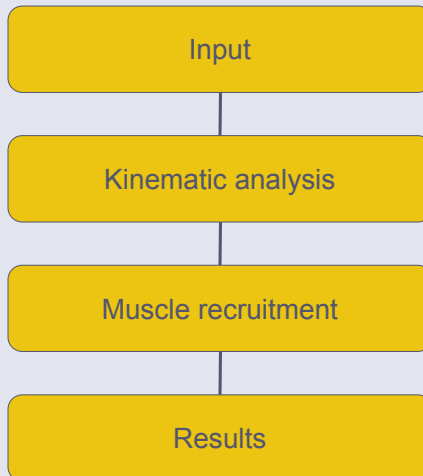 Input
Kinematic analysis
Muscle recruitment
Results